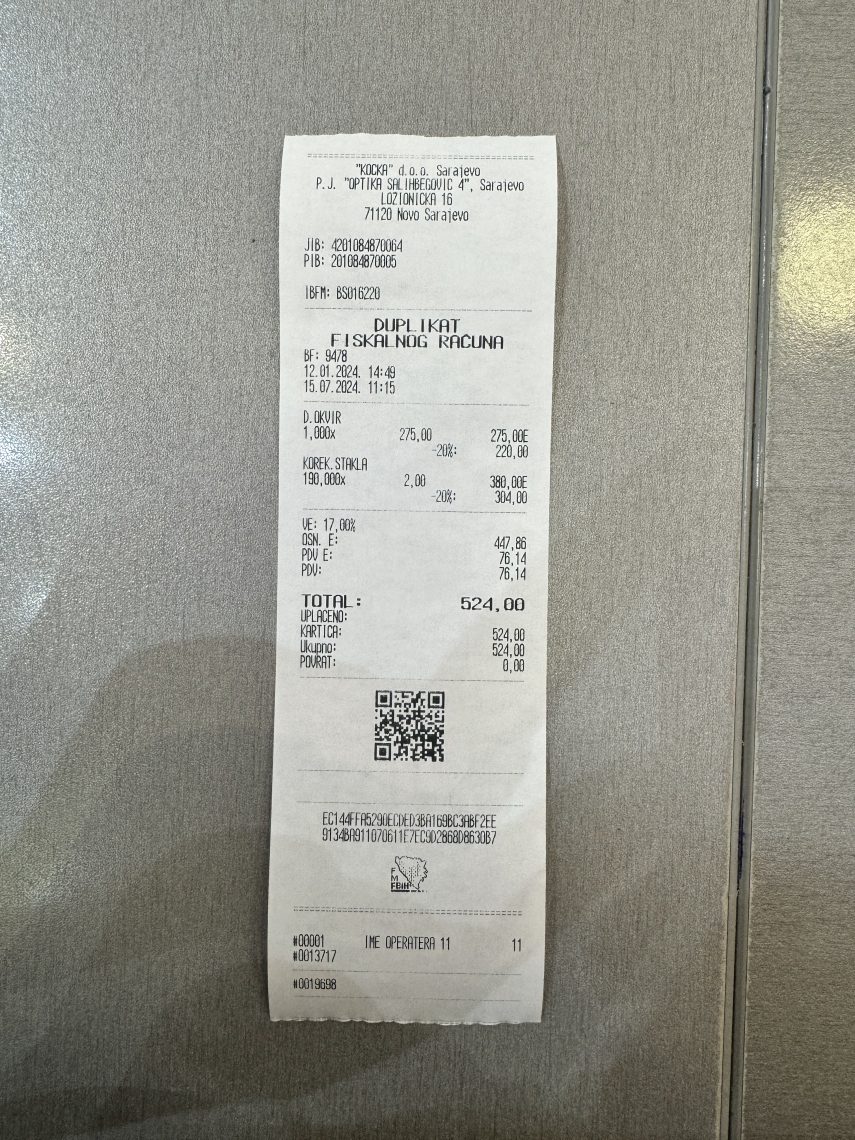 "KOCKA" d.o.o. Sarajevo
P.J. "OPTIKA SALIHBEGOVIC 4", Sarajevo
LOZIONICKA 16
71120 Novo Sarajevo
JIB: 4201084870064
PIB: 201084870005
IBFM: BS016220
DUPLIKAT
FISKALNOG RAČUNA
BF: 9478
12.01.2024. 14:49
15.07.2024. 11:15
D.OKVIR
1,000x 275,00 275,00E
-20%: 220,00
KOREK.STAKLA
190,000x 2,00 380,00E
-20%: 304,00
VE: 17,00%
OSN. E: 447,86
PDV E: 76,14
PDV: 76,14
TOTAL: 524,00
UPLAĆENO:
KARTICA: 524,00
Ukupno: 524,00
POVRAT: 0,00
EC144FFA5290ECDED3BA169BC3ABF2EE
9134BA911070611E7EC9D2868D8630B7
FM
FBIH
#00001 IME OPERATERA 11 11
#0013717
#0019698